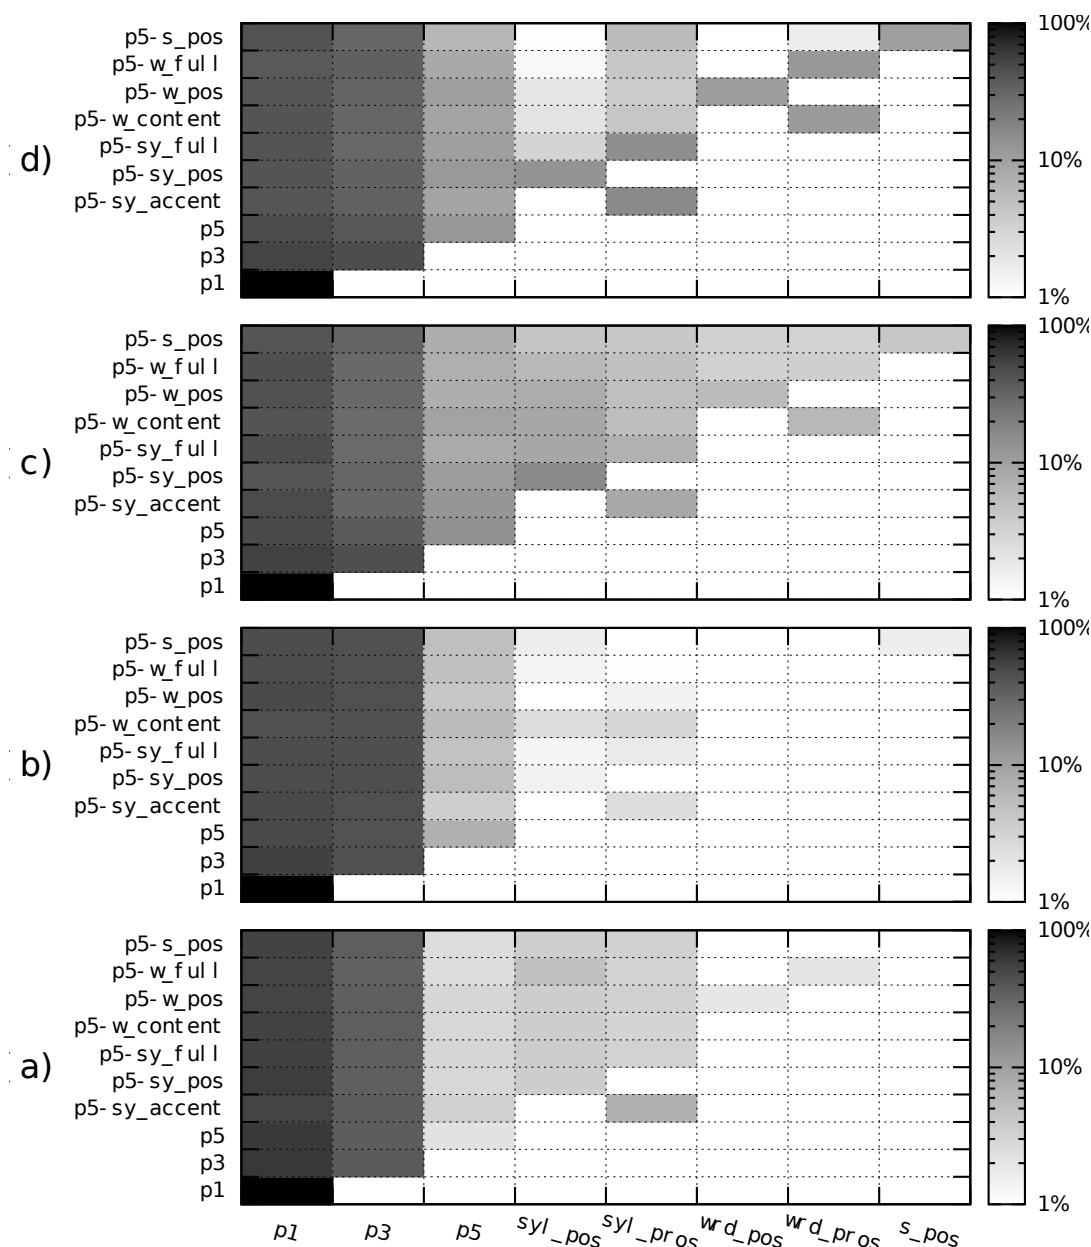 p5-s_pos
p5-w_full
p5-w_pos
p5-w_content
p5-sy_full
p5-sy_pos
p5-sy_accent
p5
p3
p1
d)
100%
10%
1%
p5-s_pos
p5-w_full
p5-w_pos
p5-w_content
p5-sy_full
p5-sy_pos
p5-sy_accent
p5
p3
p1
c)
100%
10%
1%
p5-s_pos
p5-w_full
p5-w_pos
p5-w_content
p5-sy_full
p5-sy_pos
p5-sy_accent
p5
p3
p1
b)
100%
10%
1%
p5-s_pos
p5-w_full
p5-w_pos
p5-w_content
p5-sy_full
p5-sy_pos
p5-sy_accent
p5
p3
p1
a)
100%
10%
1%
p1 p3 p5 syl_pos syl_pros wrd_pos wrd_pros s_pos